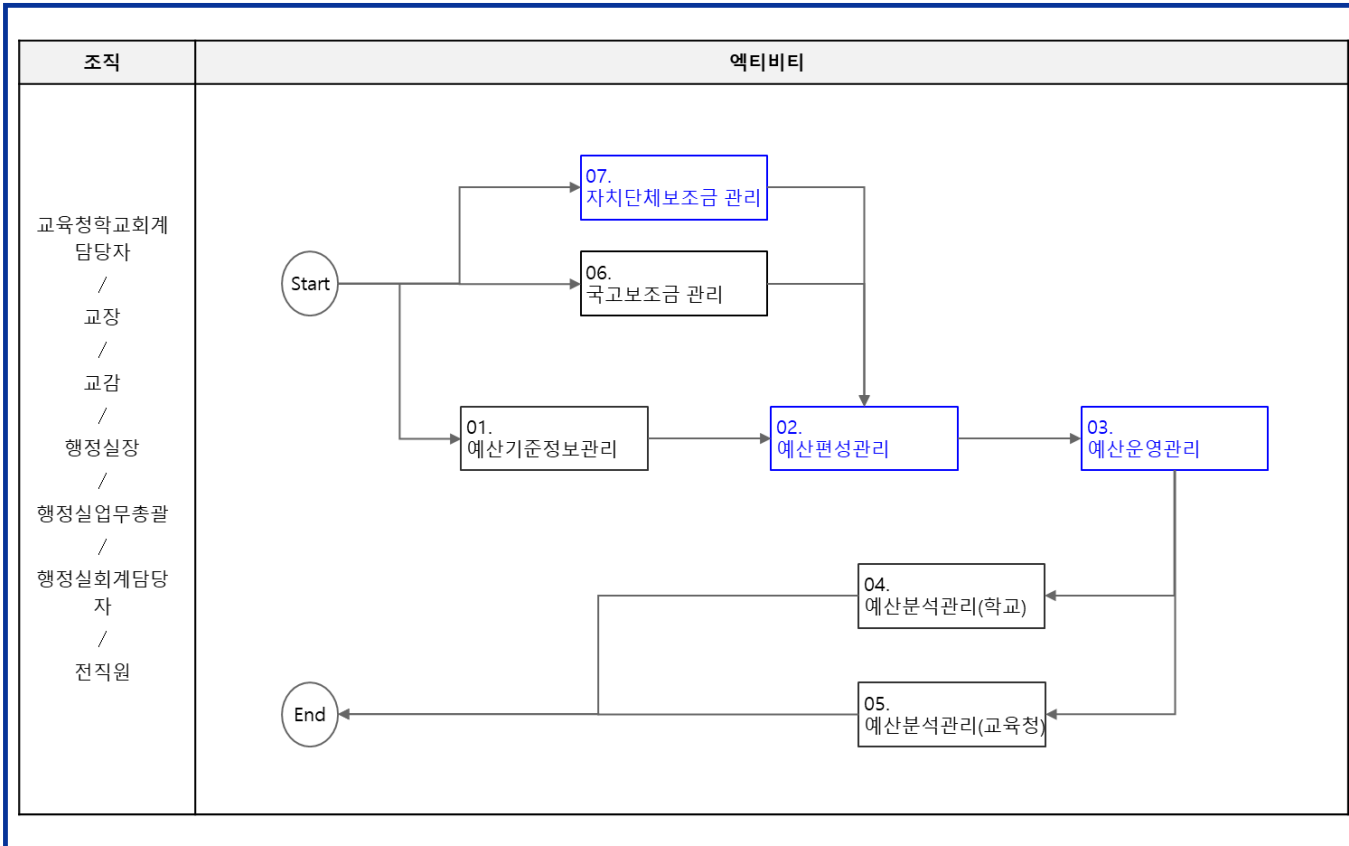 조직
엑티비티
교육청학교회계
담당자
/
교장
/
교감
/
행정실장
/
행정실업무총괄
/
행정실회계담당
자
/
전직원
07.
자치단체보조금 관리
Start
06.
국고보조금 관리
01.
예산기준정보관리
02.
예산편성관리
03.
예산운영관리
04.
예산분석관리(학교)
End
05.
예산분석관리(교육청)